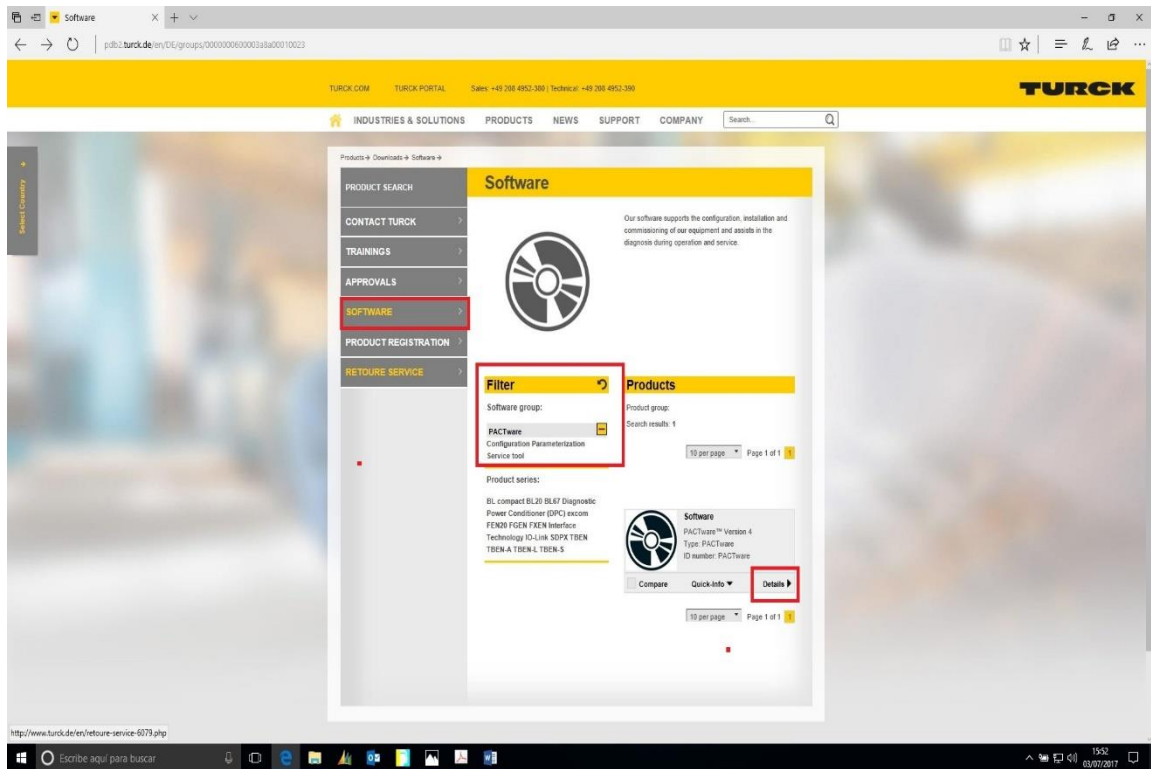 Software
pdb2.turck.de/en/DE/groups/0000000600003a8a00010023
TURCK.COM TURCK PORTAL Sales: +49 208 4952-380 | Technical: +49 208 4952-390
TURCK
INDUSTRIES & SOLUTIONS PRODUCTS NEWS SUPPORT COMPANY Search...
Select Country
Products → Downloads → Software →
PRODUCT SEARCH
CONTACT TURCK
TRAININGS
APPROVALS
SOFTWARE
PRODUCT REGISTRATION
RETOURE SERVICE
Software
Our software supports the configuration, installation and
commissioning of our equipment and assists in the
diagnosis during operation and service.
Filter
Software group:
PACTware
Configuration Parameterization
Service tool
Product series:
BL compact BL20 BL67 Diagnostic
Power Conditioner (DPC) excom
FEN20 FGEN FXEN Interface
Technology IO-Link SDPX TBEN
TBEN-A TBEN-L TBEN-S
Products
Product group:
Search results: 1
10 per page Page 1 of 1 1
Software
PACTware™ Version 4
Type: PACTware
ID number: PACTware
Compare Quick-Info Details
10 per page Page 1 of 1 1
http://www.turck.de/en/retoure-service-6079.php
Escribe aquí para buscar
15:52
03/07/2017